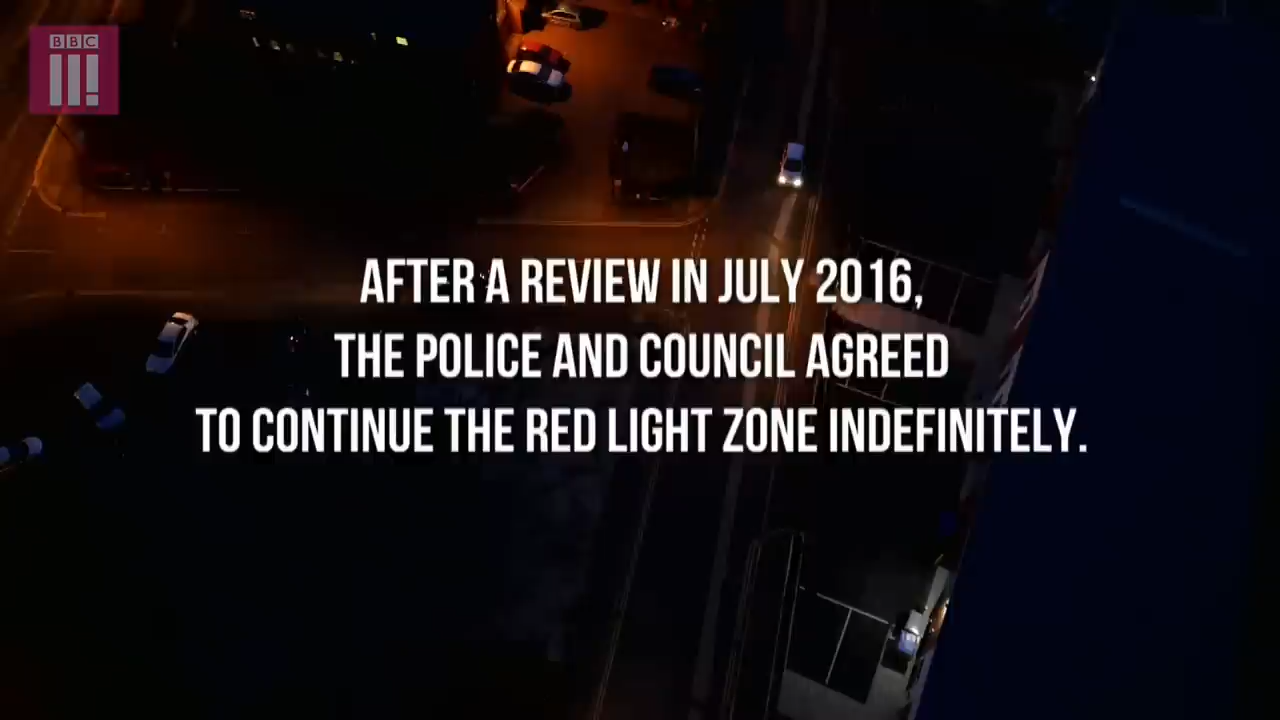 BBC
III!
AFTER A REVIEW IN JULY 2016,
THE POLICE AND COUNCIL AGREED
TO CONTINUE THE RED LIGHT ZONE INDEFINITELY.